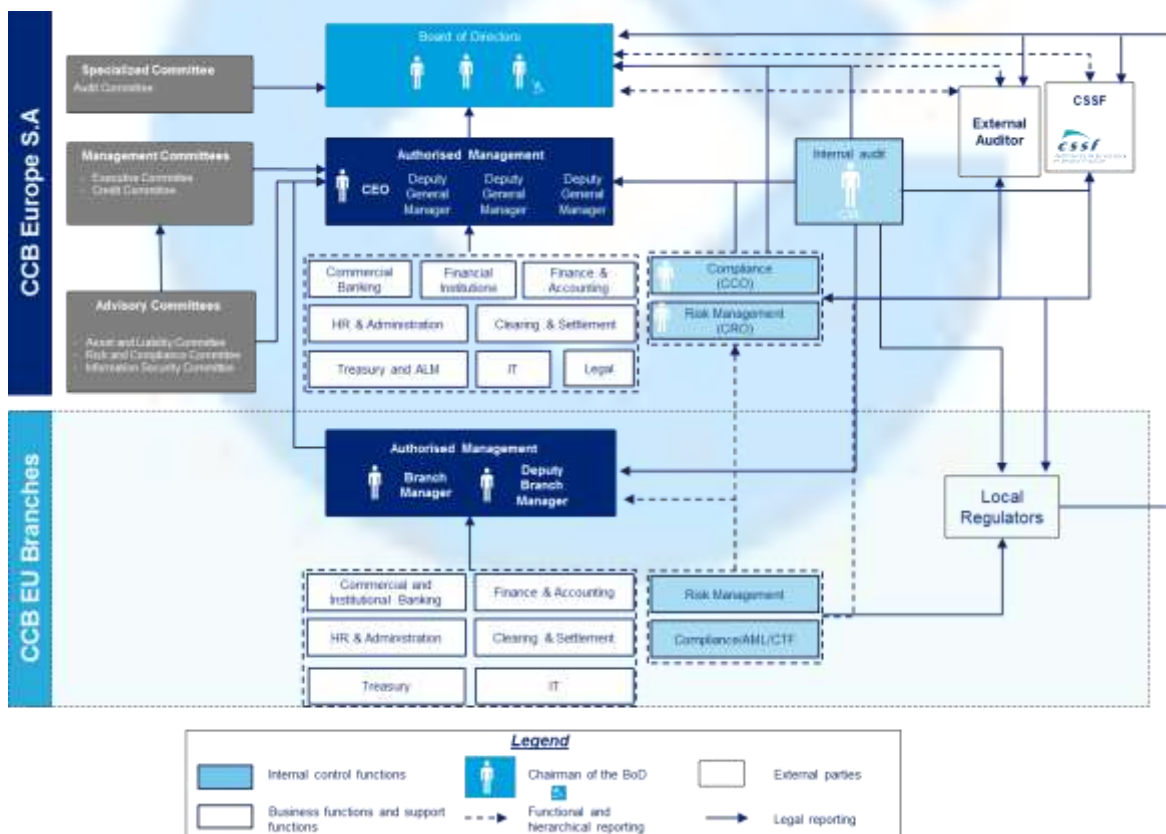 CCB Europe S.A
Board of Directors
Specialized Committee
Audit Committee
Management Committees
- Executive Committee
- Credit Committee
Advisory Committees
- Asset and Liability Committee
- Risk and Compliance Committee
- Information Security Committee
Authorised Management
CEO
Deputy
General
Manager
Deputy
General
Manager
Deputy
General
Manager
Commercial
Banking
Financial
Institutions
Finance &
Accounting
HR & Administration
Clearing & Settlement
Treasury and ALM
IT
Legal
Internal audit
Compliance
(CCO)
Risk Management
(CRO)
External
Auditor
CSSF
cssf
CCB EU Branches
Authorised Management
Branch
Manager
Deputy
Branch
Manager
Commercial and
Institutional Banking
Finance & Accounting
HR & Administration
Clearing & Settlement
Treasury
IT
Risk Management
Compliance/AML/CTF
Local
Regulators
Legend
Internal control functions
Chairman of the BoD
External parties
Business functions and support
functions
Functional and
hierarchical reporting
Legal reporting